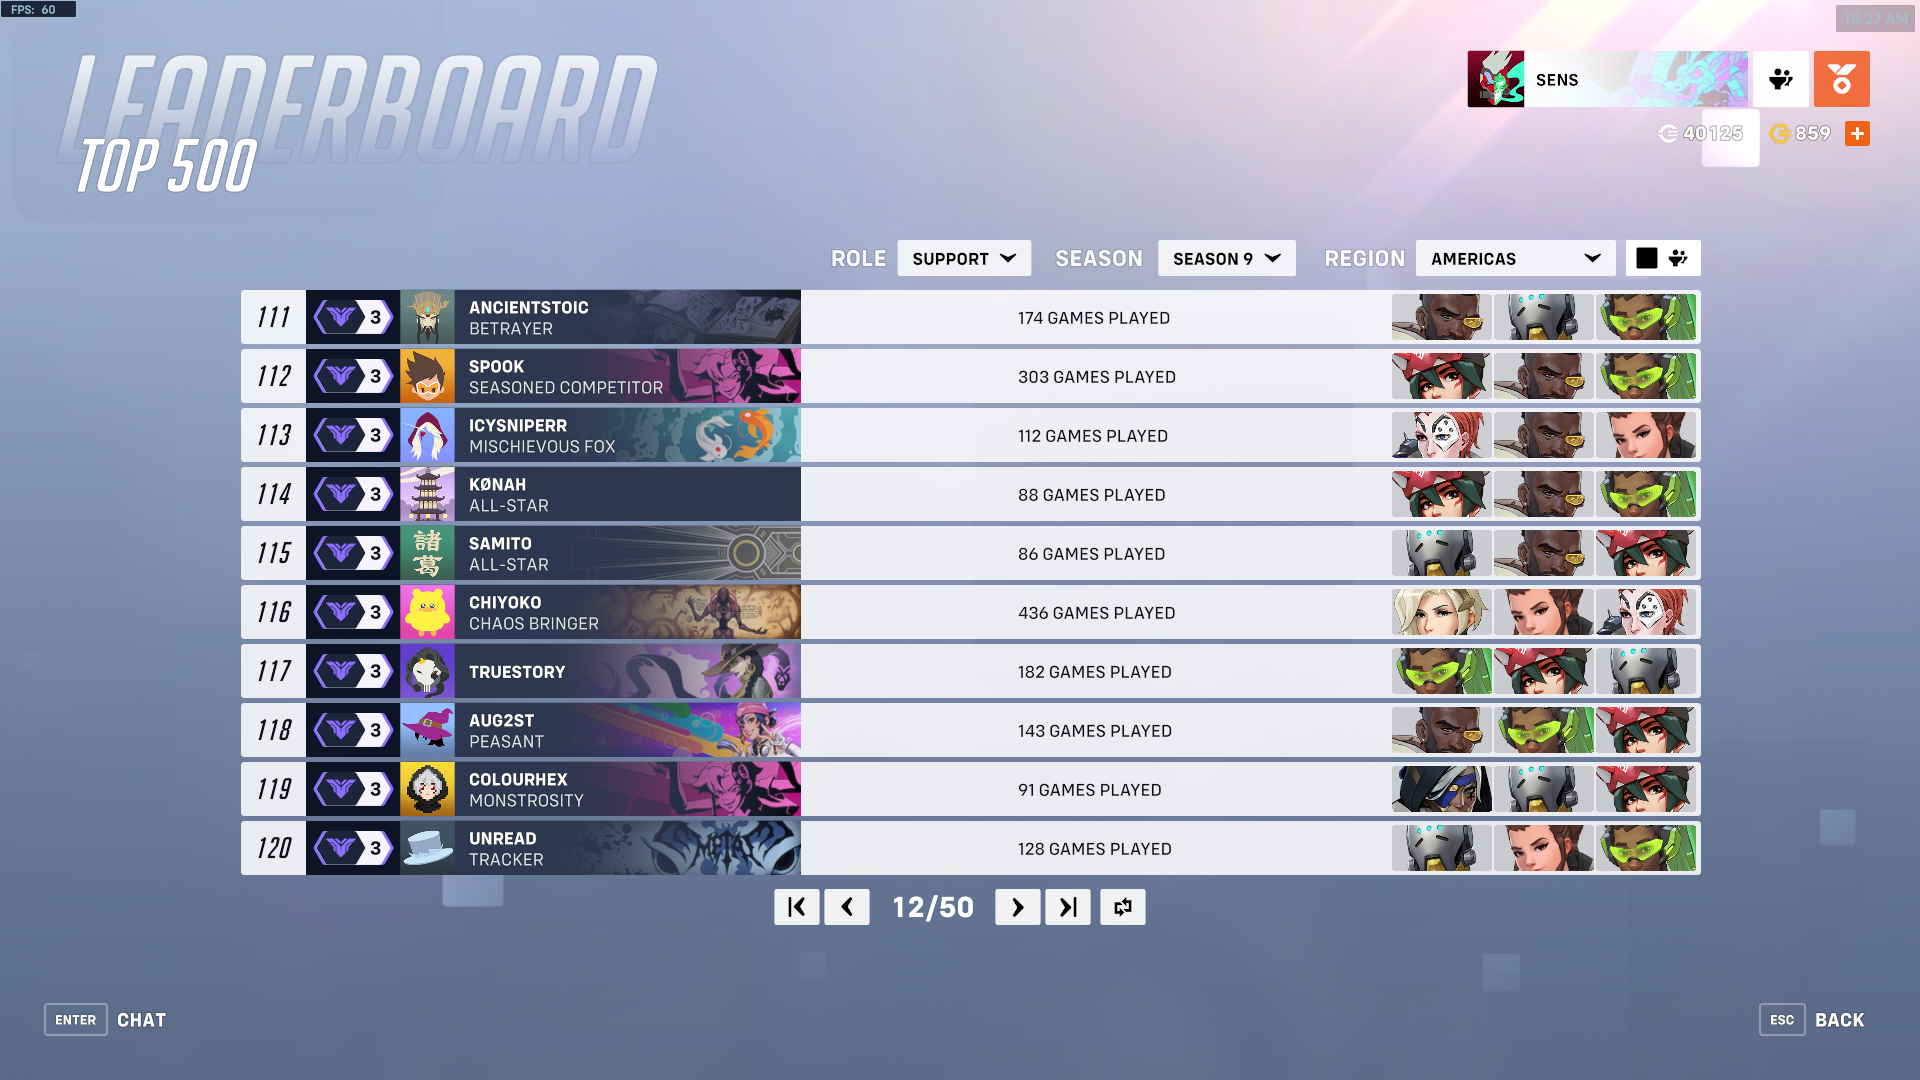 FPS: 60
10:27 AM
LEADERBOARD
TOP 500
SENS
40125
859
ROLE SUPPORT SEASON SEASON 9 REGION AMERICAS
111 3 ANCIENTSTOIC 174 GAMES PLAYED
BETRAYER
112 3 SPOOK 303 GAMES PLAYED
SEASONED COMPETITOR
113 3 ICYSNIPERR 112 GAMES PLAYED
MISCHIEVOUS FOX
114 3 KØNAH 88 GAMES PLAYED
ALL-STAR
115 3 諸葛 SAMITO 86 GAMES PLAYED
ALL-STAR
116 3 CHIYOKO 436 GAMES PLAYED
CHAOS BRINGER
117 3 TRUESTORY 182 GAMES PLAYED
118 3 AUG2ST 143 GAMES PLAYED
PEASANT
119 3 COLOURHEX 91 GAMES PLAYED
MONSTROSITY
120 3 UNREAD METAL 128 GAMES PLAYED
TRACKER
12/50
ENTER CHAT
ESC BACK